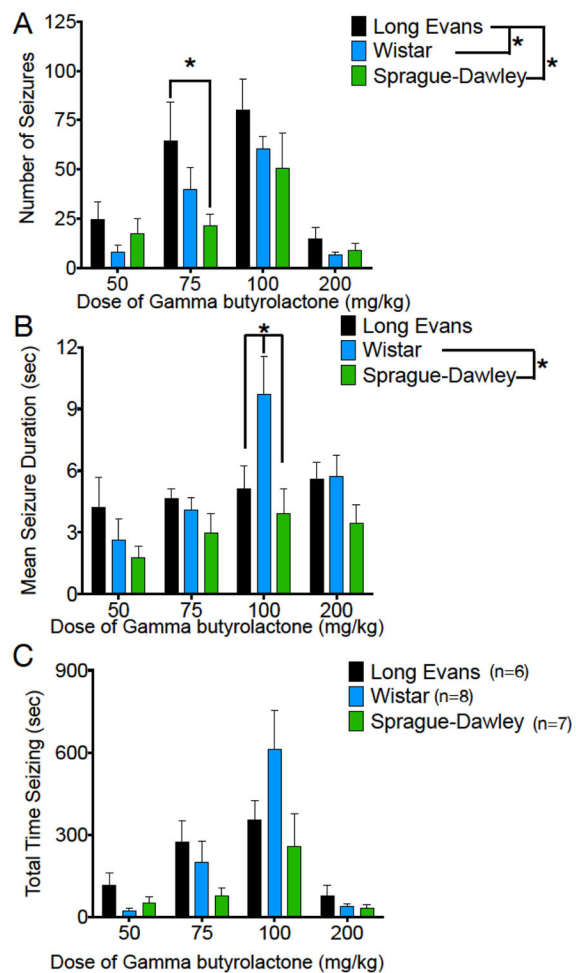 A
Long Evans
Wistar
Sprague-Dawley
*
*
*
Number of Seizures
125
100
75
50
25
0
50 75 100 200
Dose of Gamma butyrolactone (mg/kg)
B
Long Evans
Wistar
Sprague-Dawley
*
*
Mean Seizure Duration (sec)
12
9
6
3
0
50 75 100 200
Dose of Gamma butyrolactone (mg/kg)
C
Long Evans (n=6)
Wistar (n=8)
Sprague-Dawley (n=7)
Total Time Seizing (sec)
900
600
300
0
50 75 100 200
Dose of Gamma butyrolactone (mg/kg)